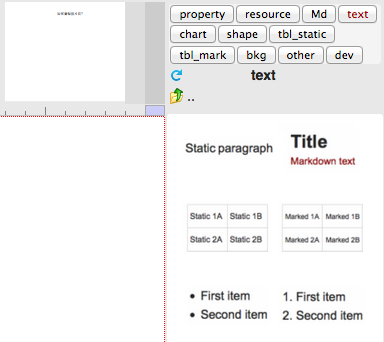 property resource Md text
chart shape tbl_static
tbl_mark bkg other dev
text
..
Static paragraph
Title
Markdown text
Static 1A Static 1B
Static 2A Static 2B
Marked 1A Marked 1B
Marked 2A Marked 2B
• First item
• Second item
1. First item
2. Second item